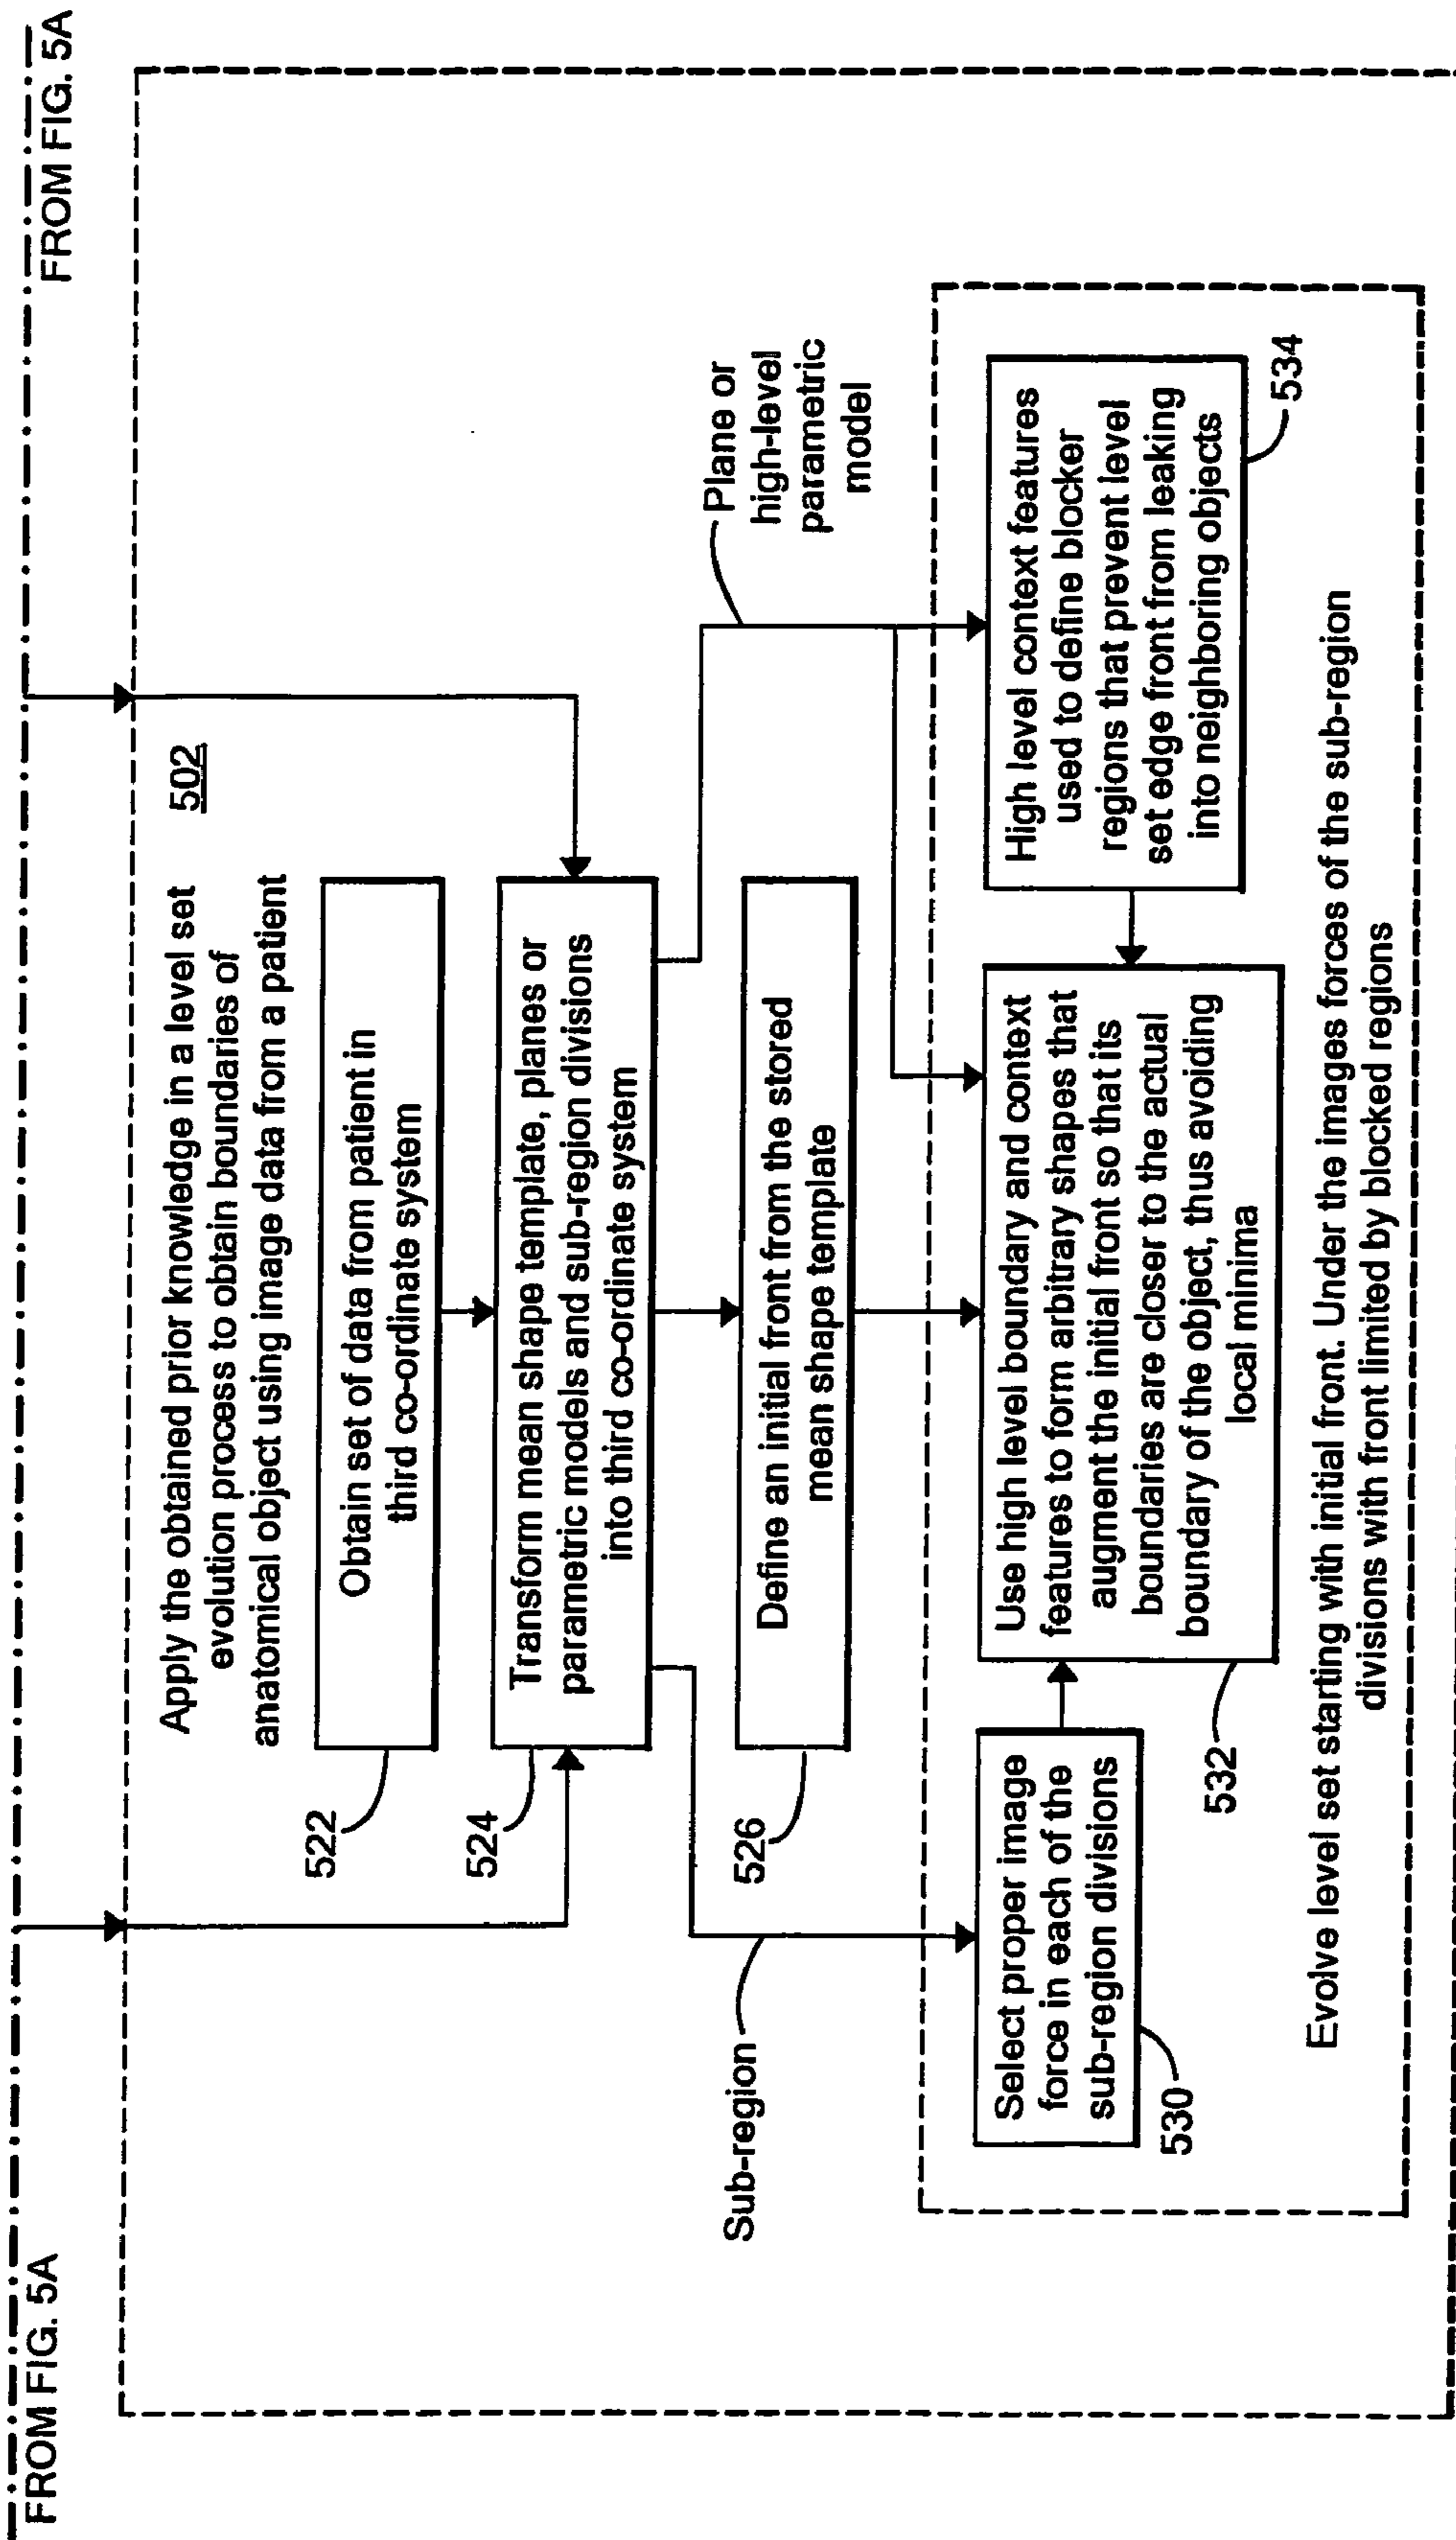 FROM FIG. 5A
FROM FIG. 5A
Apply the obtained prior knowledge in a level set
evolution process to obtain boundaries of
anatomical object using image data from a patient
502
522
Obtain set of data from patient in
third co-ordinate system
524
Transform mean shape template, planes or
parametric models and sub-region divisions
into third co-ordinate system
Sub-region
526
Define an initial front from the stored
mean shape template
Plane or
high-level
parametric
model
Select proper image
force in each of the
sub-region divisions
530
Use high level boundary and context
features to form arbitrary shapes that
augment the initial front so that its
boundaries are closer to the actual
boundary of the object, thus avoiding
local minima
532
High level context features
used to define blocker
regions that prevent level
set edge front from leaking
into neighboring objects
534
Evolve level set starting with initial front. Under the images forces of the sub-region
divisions with front limited by blocked regions